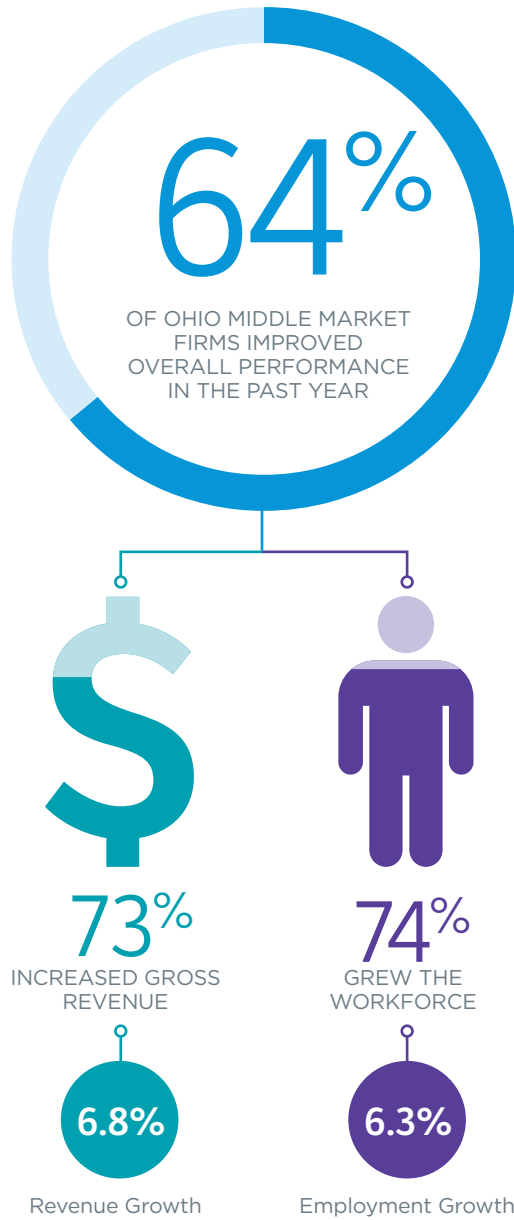 64%
OF OHIO MIDDLE MARKET
FIRMS IMPROVED
OVERALL PERFORMANCE
IN THE PAST YEAR
73%
INCREASED GROSS
REVENUE
6.8%
Revenue Growth
74%
GREW THE
WORKFORCE
6.3%
Employment Growth